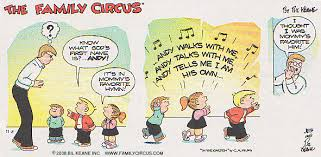 THE FAMILY CIRCUS
By Bil Keane
?
KNOW
WHAT GOD'S
FIRST NAME
IS?... ANDY!
IT'S IN
MOMMY'S
FAVORITE
HYMN!
ANDY WALKS WITH ME,
ANDY TALKS WITH ME,
ANDY TELLS ME I AM
HIS OWN...
THOUGHT
I WAS
MOMMY'S
FAVORITE
HIM!
©2008 BIL KEANE, INC.
WWW.FAMILYCIRCUS.COM